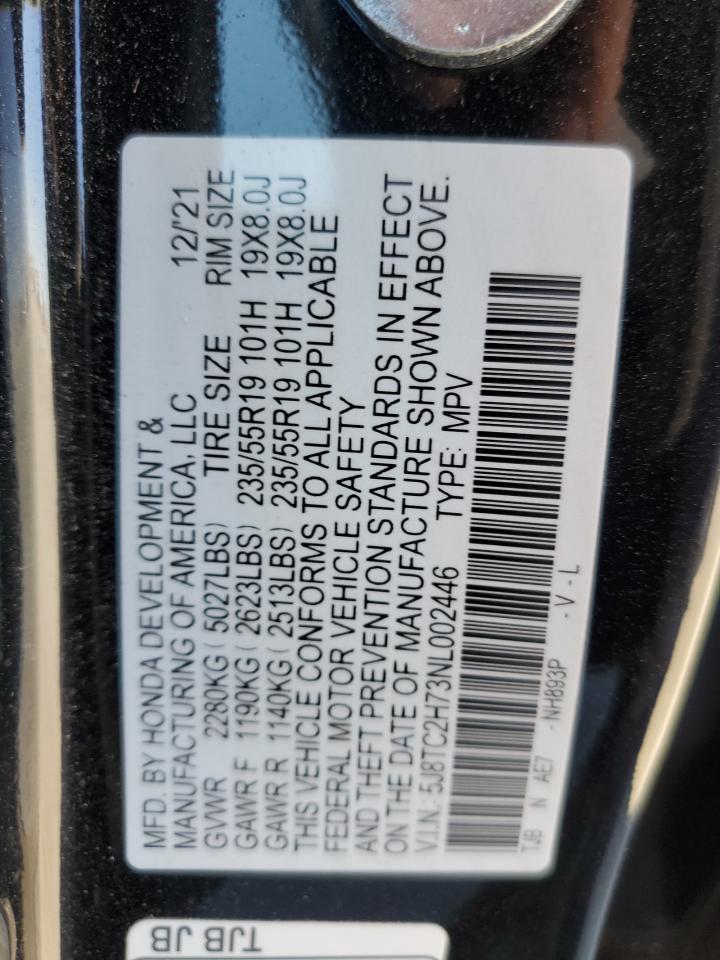 MFD. BY HONDA DEVELOPMENT &
MANUFACTURING OF AMERICA, LLC 12/'21
GVWR 2280KG ( 5027LBS) TIRE SIZE RIM SIZE
GAWR F 1190KG ( 2623LBS) 235/55R19 101H 19X8.0J
GAWR R 1140KG ( 2513LBS) 235/55R19 101H 19X8.0J
THIS VEHICLE CONFORMS TO ALL APPLICABLE
FEDERAL MOTOR VEHICLE SAFETY
AND THEFT PREVENTION STANDARDS IN EFFECT
ON THE DATE OF MANUFACTURE SHOWN ABOVE.
V.I.N.: 5J8TC2H73NL002446 TYPE: MPV
TJB N AE7 - NH893P - V - L
TJB JB